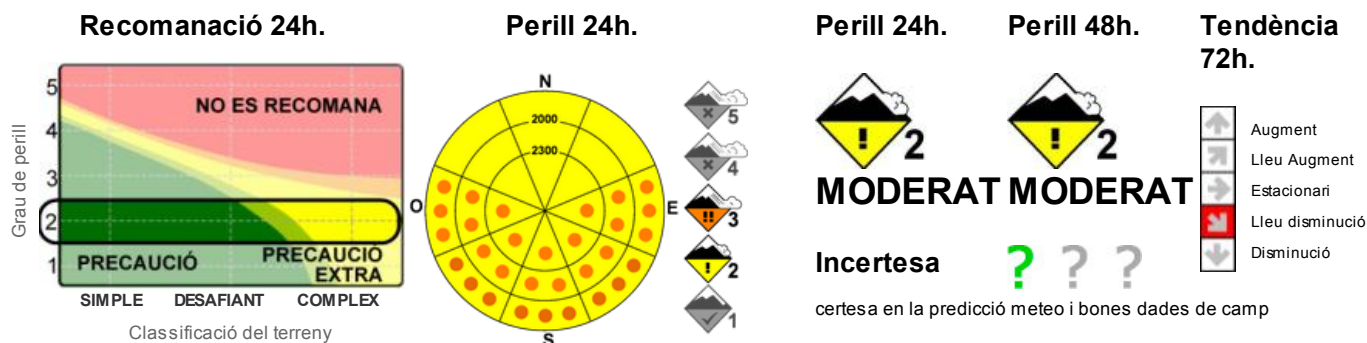 Recomanació 24h.
Perill 24h.
Perill 24h.
Perill 48h.
Tendència
72h.
Grau de perill
5
4
3
2
1
NO ES RECOMANA
PRECAUCIÓ
PRECAUCIÓ
EXTRA
SIMPLE DESAFIANT COMPLEX
Classificació del terreny
N
2000
2300
O
E
S
5
4
!! 3
! 2
1
! 2
MODERAT
! 2
MODERAT
Augment
Lleu Augment
Estacionari
Lleu disminució
Disminució
Incertesa
? ? ?
certesa en la predicció meteo i bones dades de camp